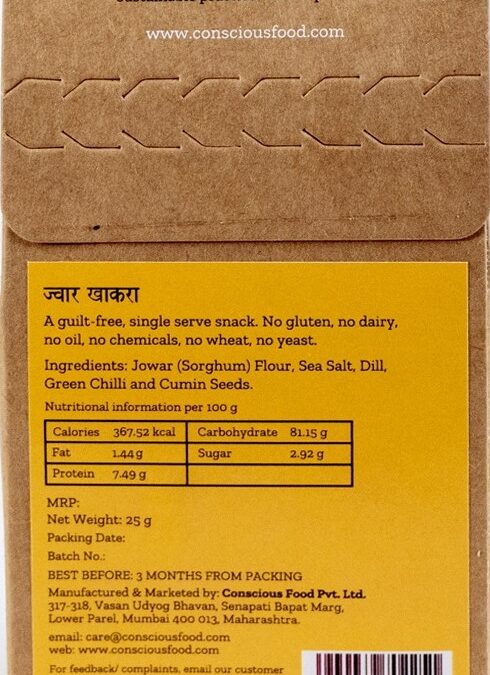 www.consciousfood.com
ज्वार खाकरा
A guilt-free, single serve snack. No gluten, no dairy,
no oil, no chemicals, no wheat, no yeast.
Ingredients: Jowar (Sorghum) Flour, Sea Salt, Dill,
Green Chilli and Cumin Seeds.
Nutritional information per 100 g
Calories 367.52 kcal Carbohydrate 81.15 g
Fat 1.44 g Sugar 2.92 g
Protein 7.49 g
MRP:
Net Weight: 25 g
Packing Date:
Batch No.:
BEST BEFORE: 3 MONTHS FROM PACKING
Manufactured & Marketed by: Conscious Food Pvt. Ltd.
317-318, Vasan Udyog Bhavan, Senapati Bapat Marg,
Lower Parel, Mumbai 400 013, Maharashtra.
email: care@consciousfood.com
web: www.consciousfood.com
For feedback/ complaints, email our customer